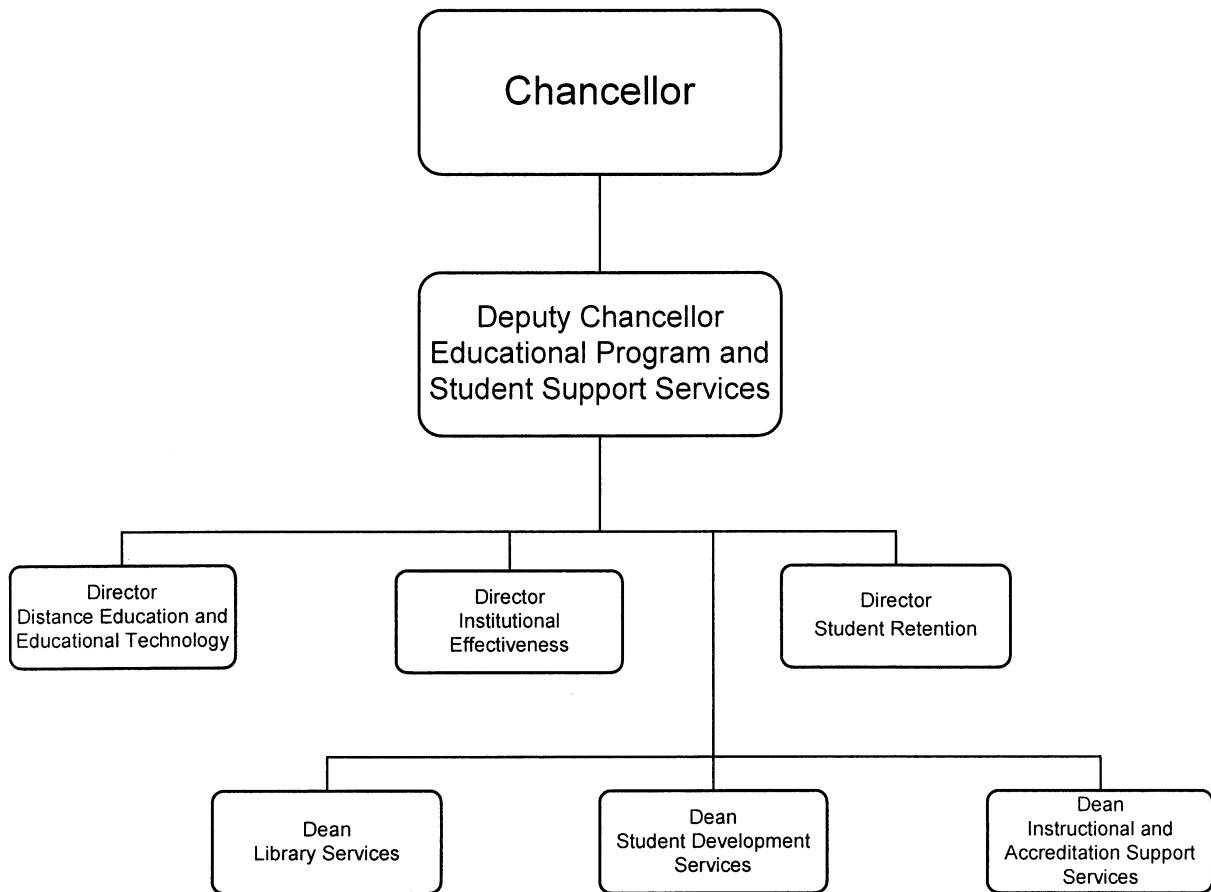 Chancellor
Deputy Chancellor
Educational Program and
Student Support Services
Director
Distance Education and
Educational Technology
Director
Institutional
Effectiveness
Director
Student Retention
Dean
Library Services
Dean
Student Development
Services
Dean
Instructional and
Accreditation Support
Services